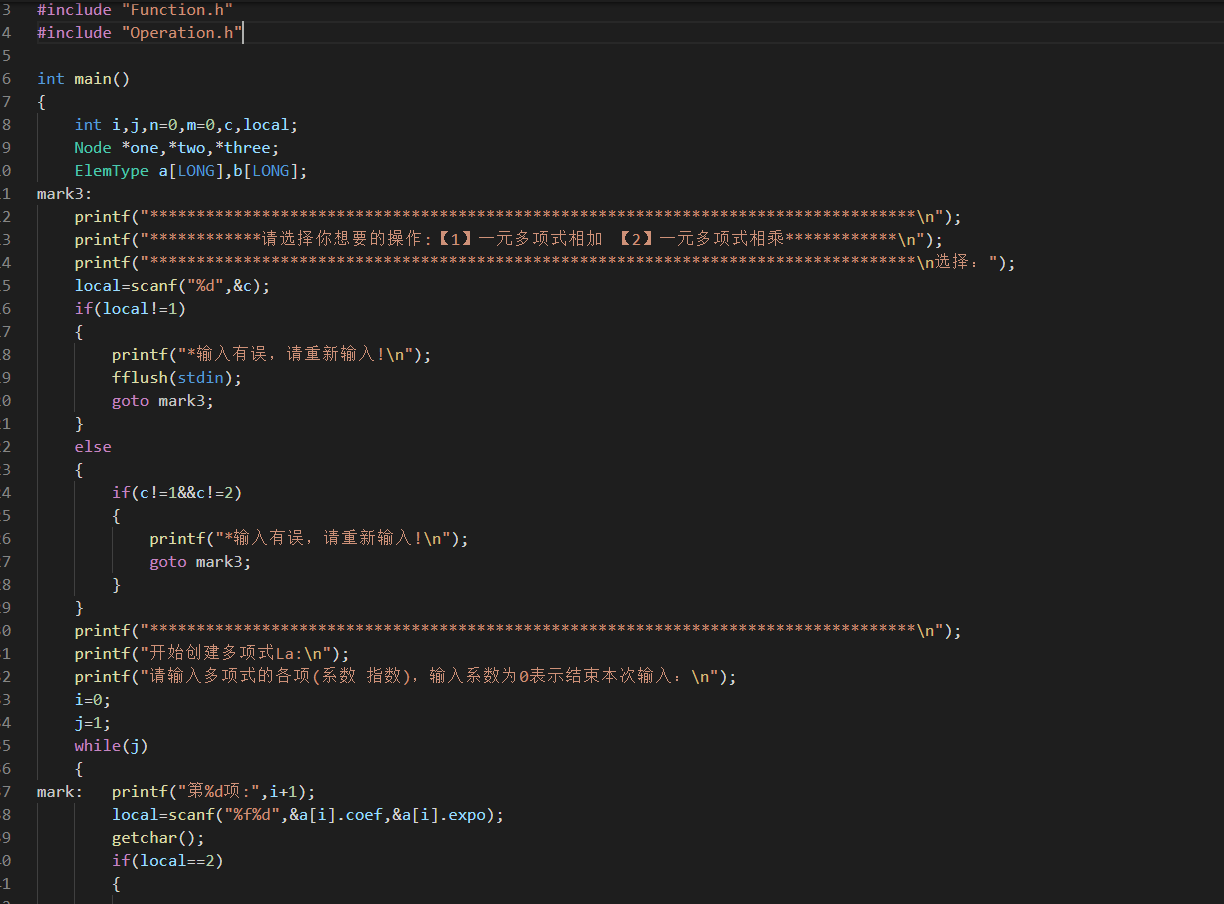 3 #include "Function.h"
4 #include "Operation.h"
5
6 int main()
7 {
8 int i,j,n=0,m=0,c,local;
9 Node *one,*two,*three;
0 ElemType a[LONG],b[LONG];
1 mark3:
2 printf("**********************************************************************************\n");
3 printf("************请选择你想要的操作:【1】一元多项式相加 【2】一元多项式相乘************\n");
4 printf("**********************************************************************************\n选择: ");
5 local=scanf("%d",&c);
6 if(local!=1)
7 {
8 printf("*输入有误，请重新输入!\n");
9 fflush(stdin);
0 goto mark3;
1 }
2 else
3 {
4 if(c!=1&&c!=2)
5 {
6 printf("*输入有误，请重新输入!\n");
7 goto mark3;
8 }
9 }
0 printf("**********************************************************************************\n");
1 printf("开始创建多项式La:\n");
2 printf("请输入多项式的各项(系数 指数)，输入系数为0表示结束本次输入: \n");
3 i=0;
4 j=1;
5 while(j)
6 {
7 mark: printf("第%d项:",i+1);
8 local=scanf("%f%d",&a[i].coef,&a[i].expo);
9 getchar();
0 if(local==2)
1 {